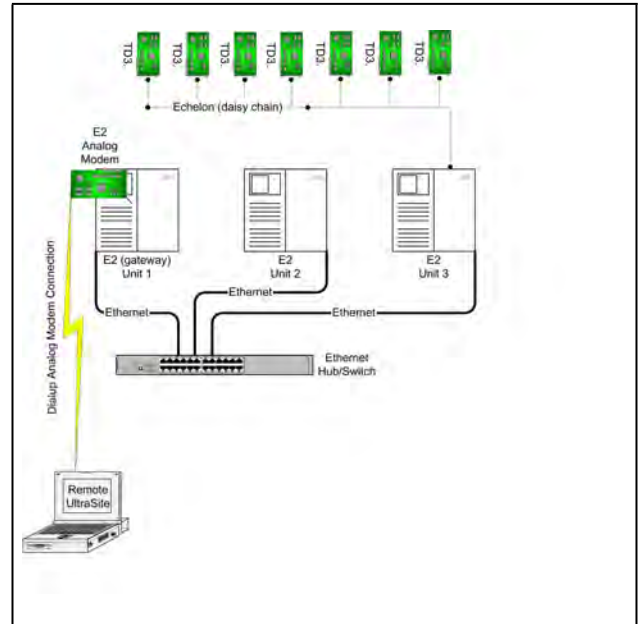 TD3.
TD3.
TD3.
TD3.
TD3.
TD3.
TD3.
Echelon (daisy chain)
E2
Analog
Modem
E2 (gateway)
Unit 1
E2
Unit 2
E2
Unit 3
Ethernet
Ethernet
Ethernet
Ethernet
Hub/Switch
Dialup Analog Modem Connection
Remote
UltraSite